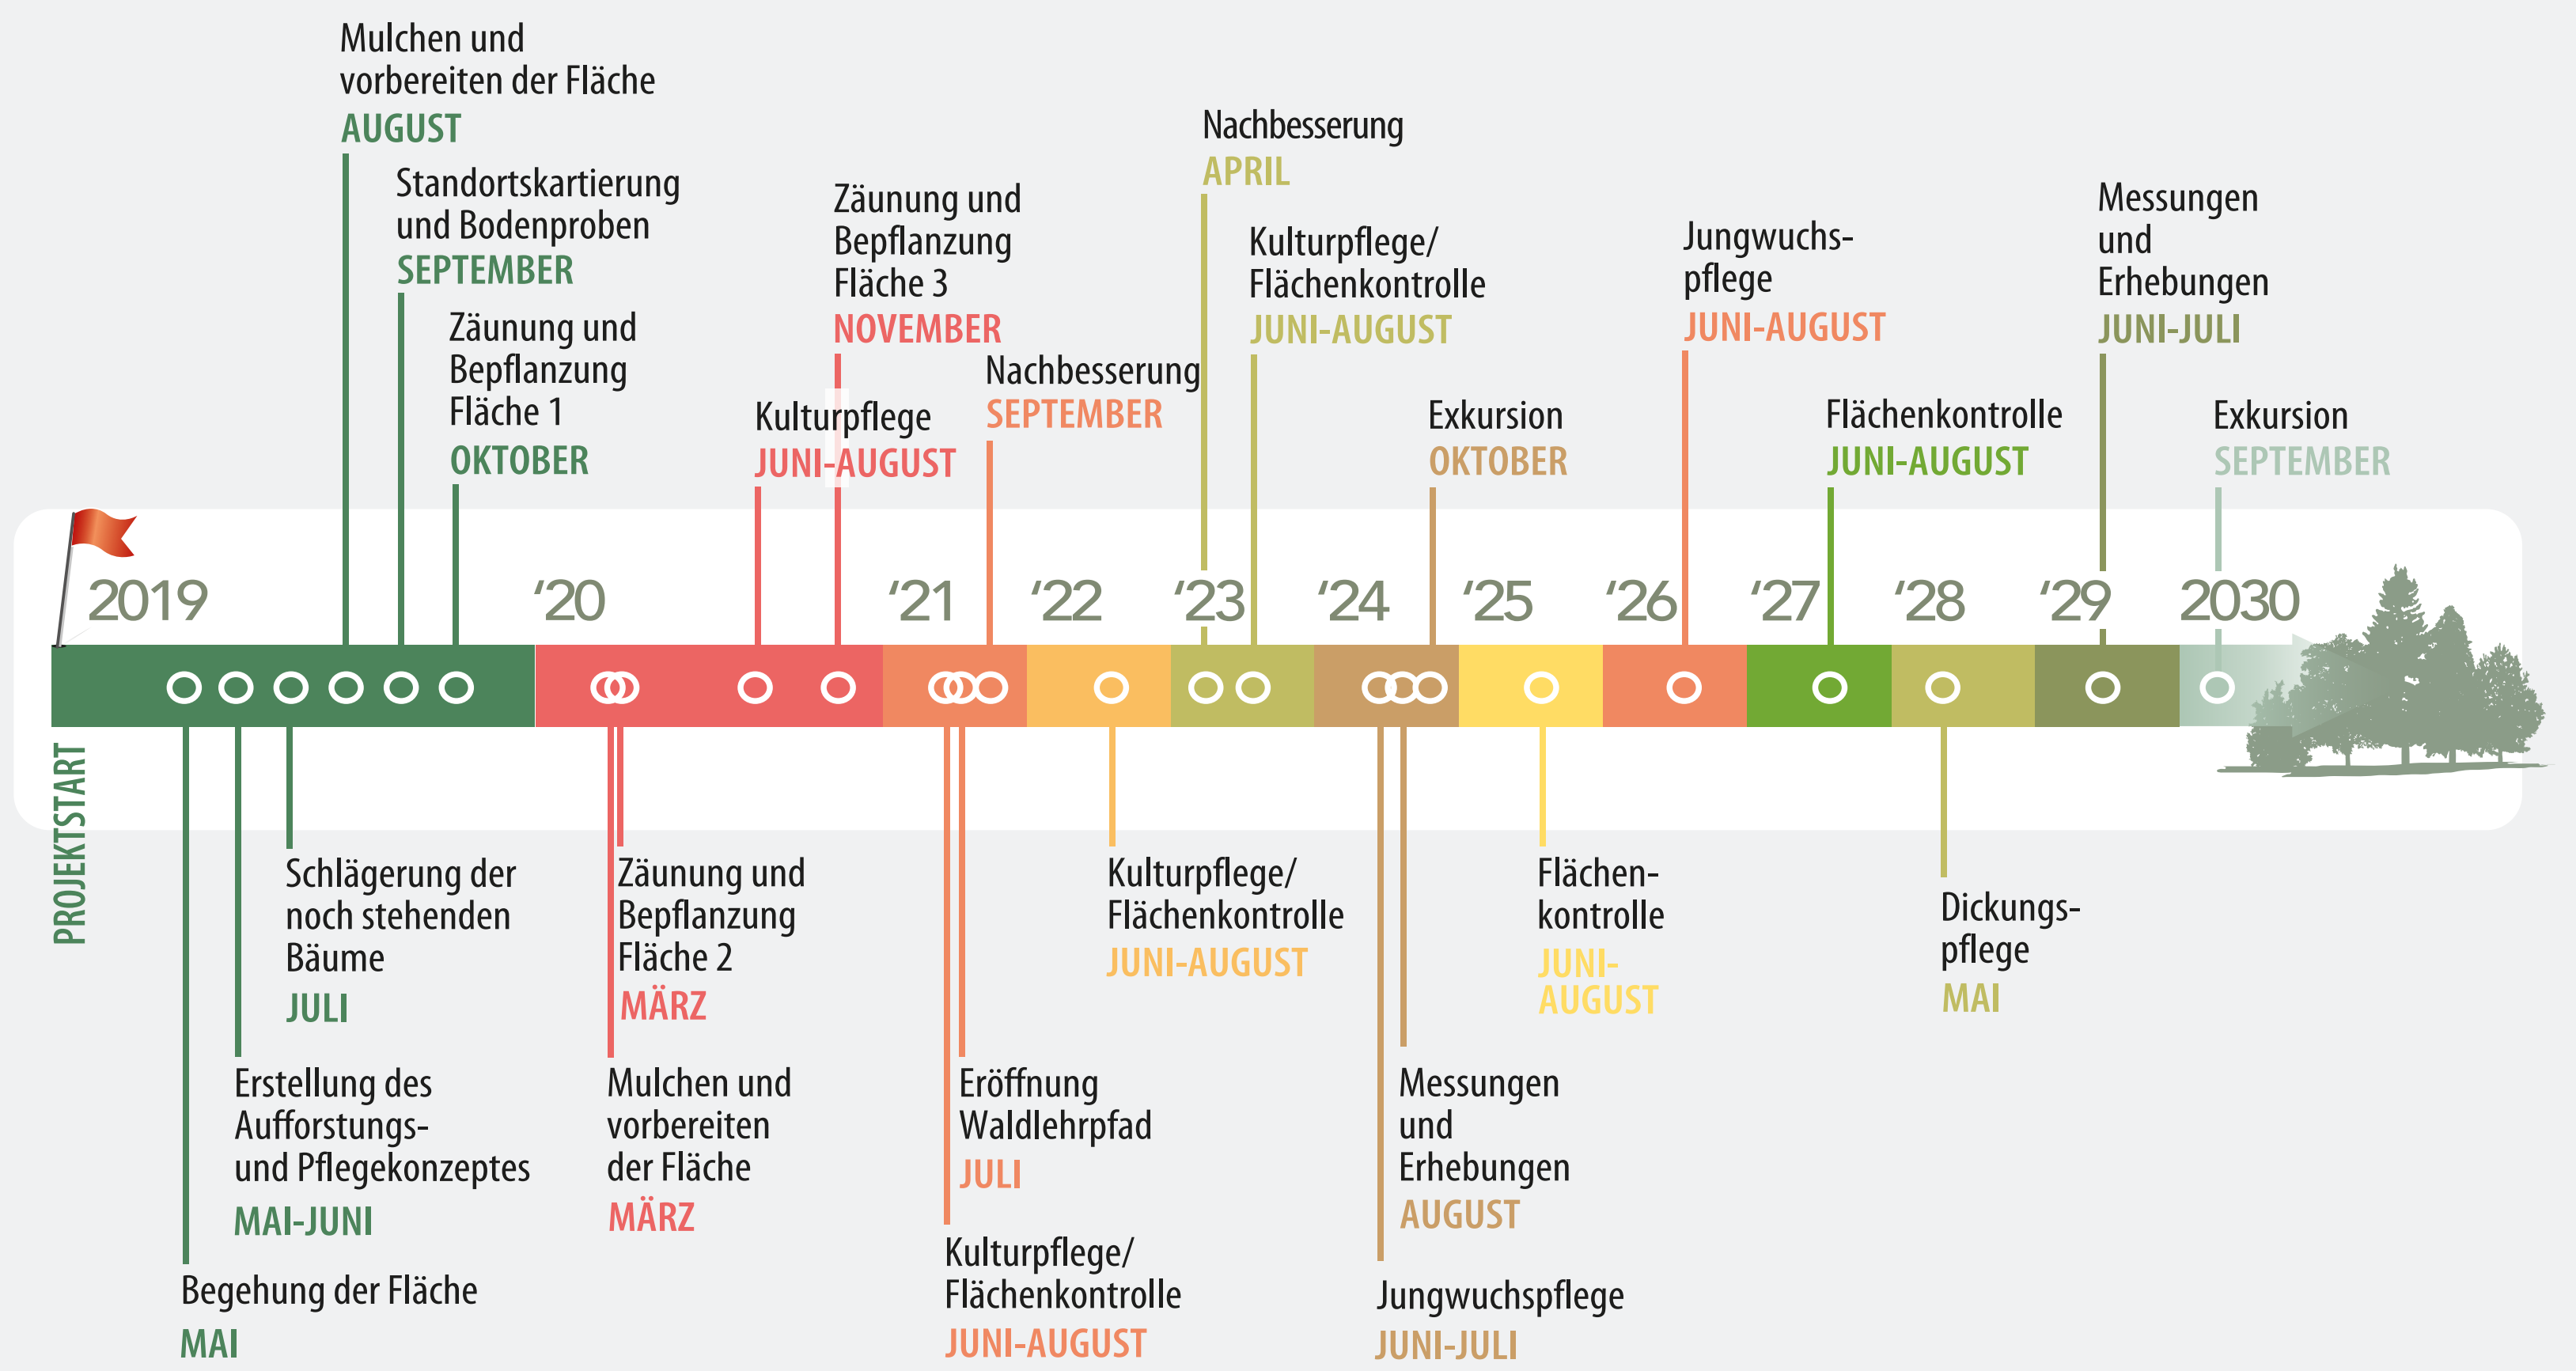 Mulchen und
vorbereiten der Fläche
AUGUST
Standortskartierung
und Bodenproben
SEPTEMBER
Zäunung und
Bepflanzung
Fläche 1
OKTOBER
Kulturpflege
JUNI-AUGUST
Zäunung und
Bepflanzung
Fläche 3
NOVEMBER
Nachbesserung
SEPTEMBER
Nachbesserung
APRIL
Kulturpflege/
Flächenkontrolle
JUNI-AUGUST
Exkursion
OKTOBER
Jungwuchs-
pflege
JUNI-AUGUST
Flächenkontrolle
JUNI-AUGUST
Messungen
und
Erhebungen
JUNI-JULI
Exkursion
SEPTEMBER
2019 ‘20 ‘21 ‘22 ‘23 ‘24 ‘25 ‘26 ‘27 ‘28 ‘29 2030
PROJEKTSTART
Begehung der Fläche
MAI
Erstellung des
Aufforstungs-
und Pflegekonzeptes
MAI-JUNI
Schlägerung der
noch stehenden
Bäume
JULI
Mulchen und
vorbereiten
der Fläche
MÄRZ
Zäunung und
Bepflanzung
Fläche 2
MÄRZ
Kulturpflege/
Flächenkontrolle
JUNI-AUGUST
Eröffnung
Waldlehrpfad
JULI
Kulturpflege/
Flächenkontrolle
JUNI-AUGUST
Jungwuchspflege
JUNI-JULI
Messungen
und
Erhebungen
AUGUST
Flächen-
kontrolle
JUNI-
AUGUST
Dickungs-
pflege
MAI